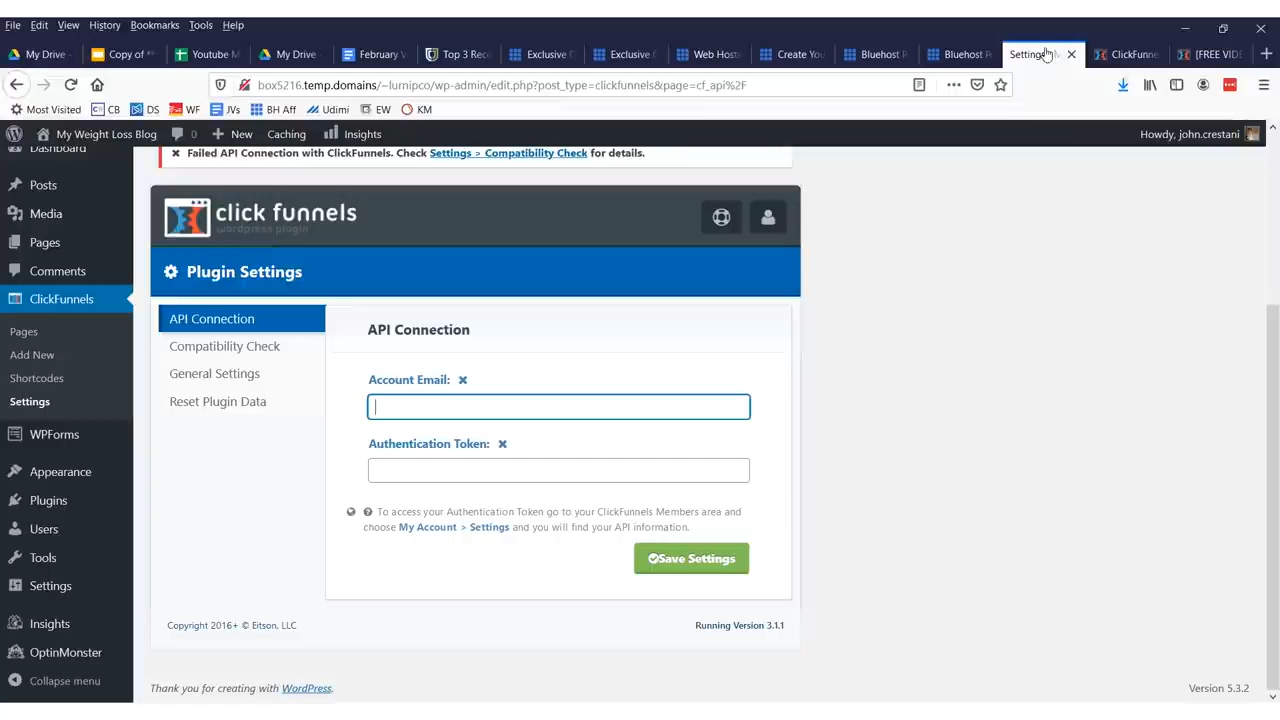 File Edit View History Bookmarks Tools Help
My Drive - Copy of ** Youtube M My Drive - February V Top 3 Rec Exclusive C Exclusive C Web Host Create You Bluehost R Bluehost R Settings ClickFunne [FREE VIDE
box5216.temp.domains/~lumipco/wp-admin/edit.php?post_type=clickfunnels&page=cf_api%2F
Most Visited CB DS WF JVs BH Aff Udimi EW KM
My Weight Loss Blog 0 New Caching Insights Howdy, john.crestani
Dashboard
Posts
Media
Pages
Comments
ClickFunnels
Pages
Add New
Shortcodes
Settings
WPForms
Appearance
Plugins
Users
Tools
Settings
Insights
OptinMonster
Collapse menu
Failed API Connection with ClickFunnels. Check Settings > Compatibility Check for details.
click funnels
wordpress plugin
Plugin Settings
API Connection
Compatibility Check
General Settings
Reset Plugin Data
API Connection
Account Email:
Authentication Token:
To access your Authentication Token go to your ClickFunnels Members area and
choose My Account > Settings and you will find your API information.
Save Settings
Copyright 2016+ © Eitson, LLC
Running Version 3.1.1
Thank you for creating with WordPress.
Version 5.3.2